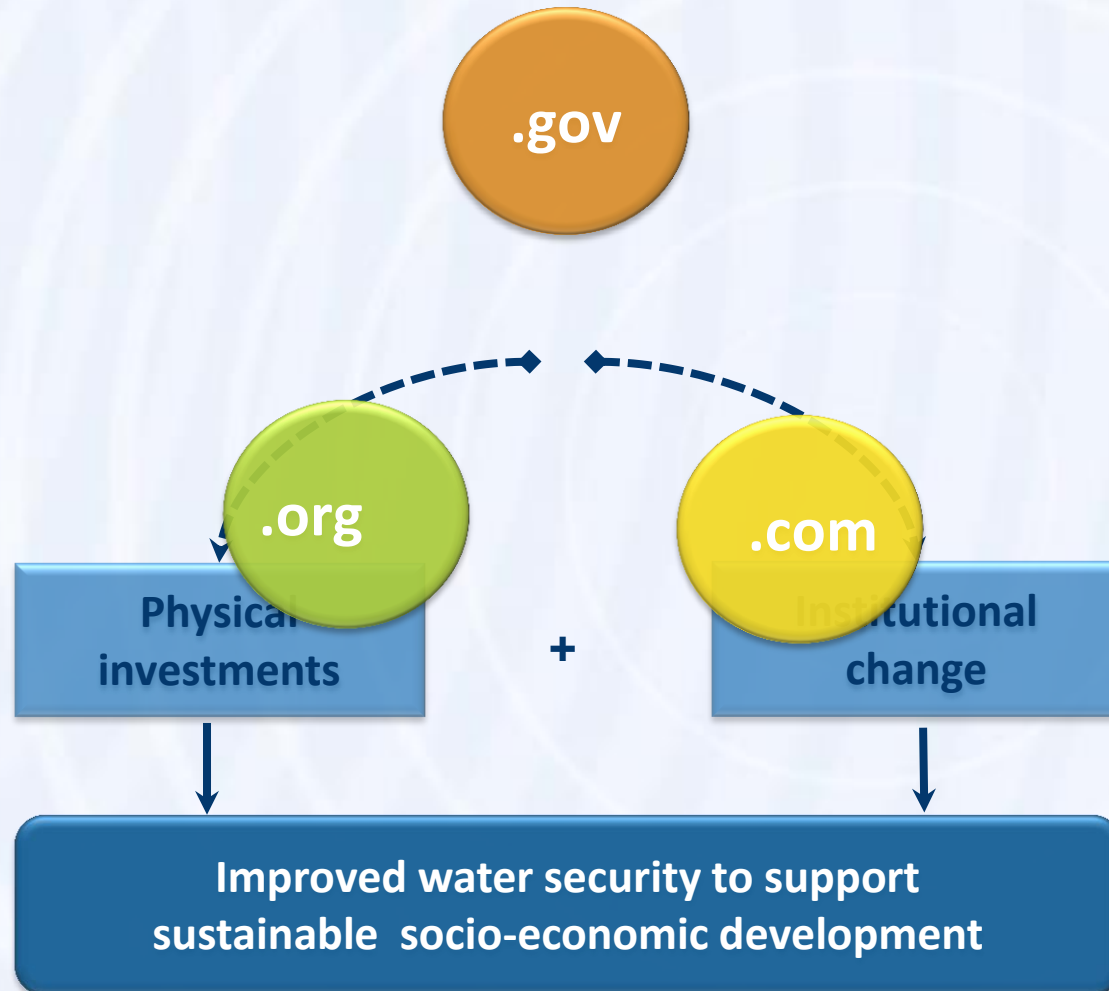 .gov
.org
.com
Physical
investments
+
Institutional
change
Improved water security to support
sustainable socio-economic development